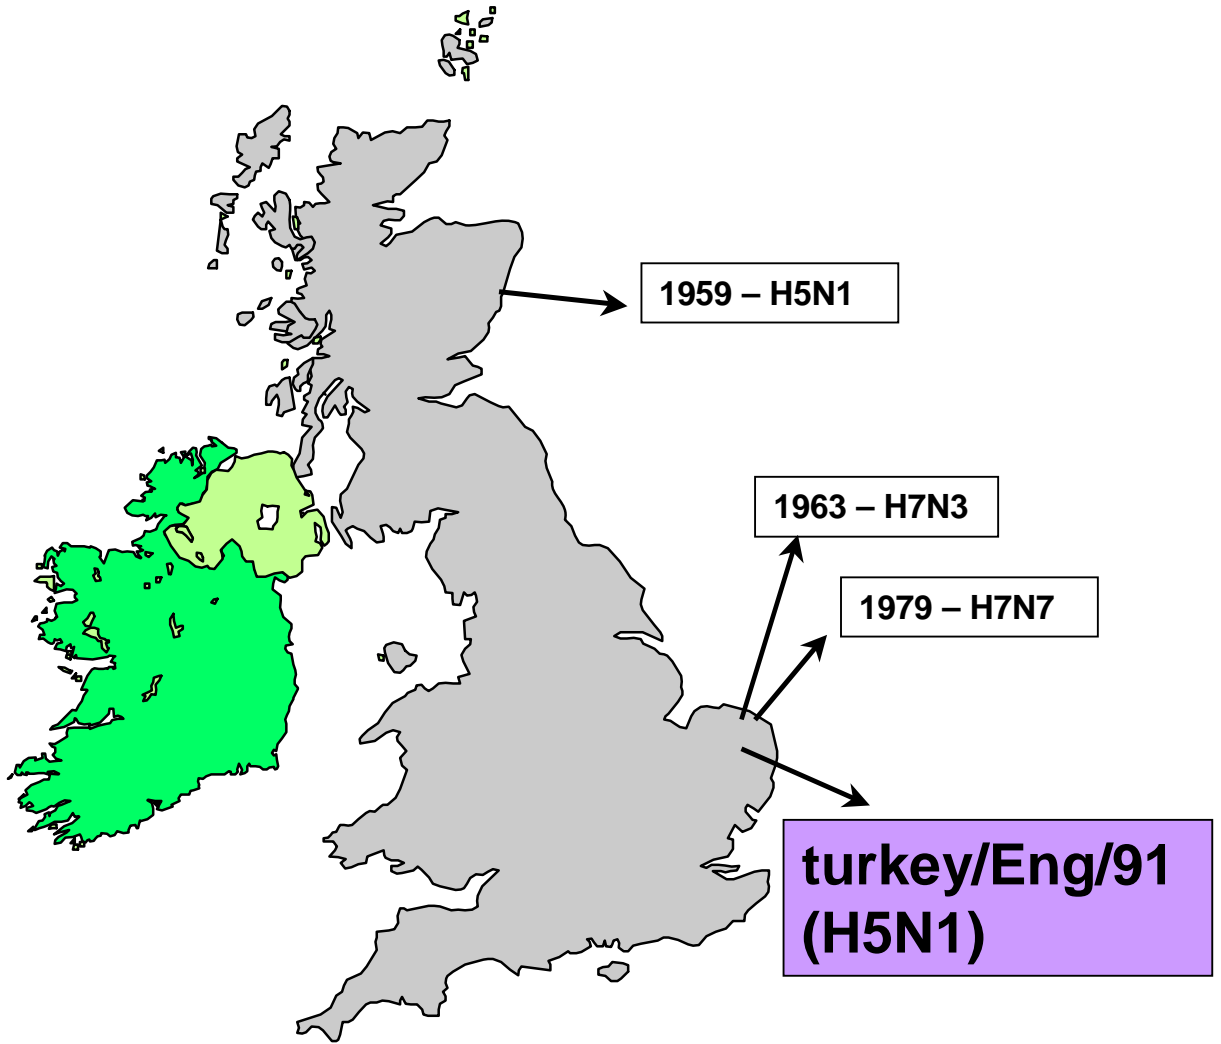 1959 – H5N1
1963 – H7N3
1979 – H7N7
turkey/Eng/91
(H5N1)